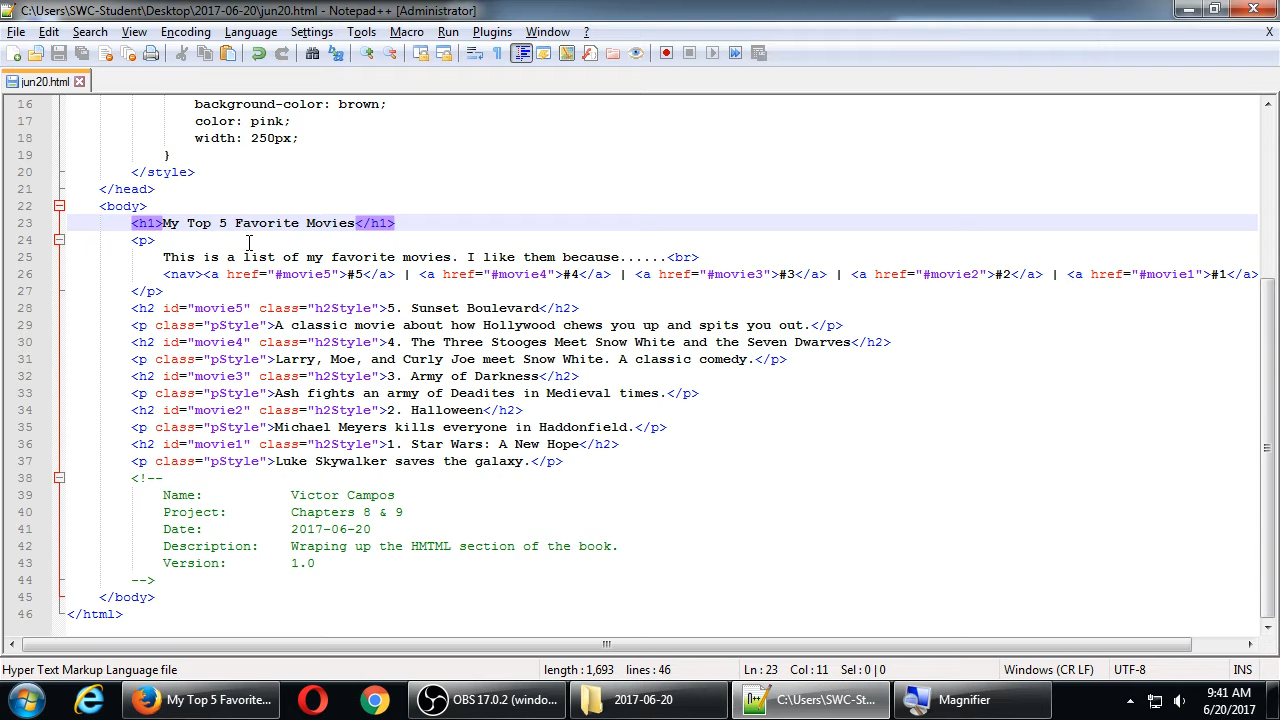 C:\Users\SWC-Student\Desktop\2017-06-20\jun20.html - Notepad++ [Administrator]
File Edit Search View Encoding Language Settings Tools Macro Run Plugins Window ? X
jun20.html
16 background-color: brown;
17 color: pink;
18 width: 250px;
19 }
20 </style>
21 </head>
22 <body>
23 <h1>My Top 5 Favorite Movies</h1>
24 <p>
25 This is a list of my favorite movies. I like them because......<br>
26 <nav><a href="#movie5">#5</a> | <a href="#movie4">#4</a> | <a href="#movie3">#3</a> | <a href="#movie2">#2</a> | <a href="#movie1">#1</a>
27 </p>
28 <h2 id="movie5" class="h2Style">5. Sunset Boulevard</h2>
29 <p class="pStyle">A classic movie about how Hollywood chews you up and spits you out.</p>
30 <h2 id="movie4" class="h2Style">4. The Three Stooges Meet Snow White and the Seven Dwarves</h2>
31 <p class="pStyle">Larry, Moe, and Curly Joe meet Snow White. A classic comedy.</p>
32 <h2 id="movie3" class="h2Style">3. Army of Darkness</h2>
33 <p class="pStyle">Ash fights an army of Deadites in Medieval times.</p>
34 <h2 id="movie2" class="h2Style">2. Halloween</h2>
35 <p class="pStyle">Michael Meyers kills everyone in Haddonfield.</p>
36 <h2 id="movie1" class="h2Style">1. Star Wars: A New Hope</h2>
37 <p class="pStyle">Luke Skywalker saves the galaxy.</p>
38 <!--
39 Name: Victor Campos
40 Project: Chapters 8 & 9
41 Date: 2017-06-20
42 Description: Wraping up the HMTML section of the book.
43 Version: 1.0
44 -->
45 </body>
46 </html>
Hyper Text Markup Language file length : 1,693 lines : 46 Ln : 23 Col : 11 Sel : 0 | 0 Windows (CR LF) UTF-8 INS
My Top 5 Favorite... OBS 17.0.2 (windo... 2017-06-20 C:\Users\SWC-St... Magnifier 9:41 AM
6/20/2017